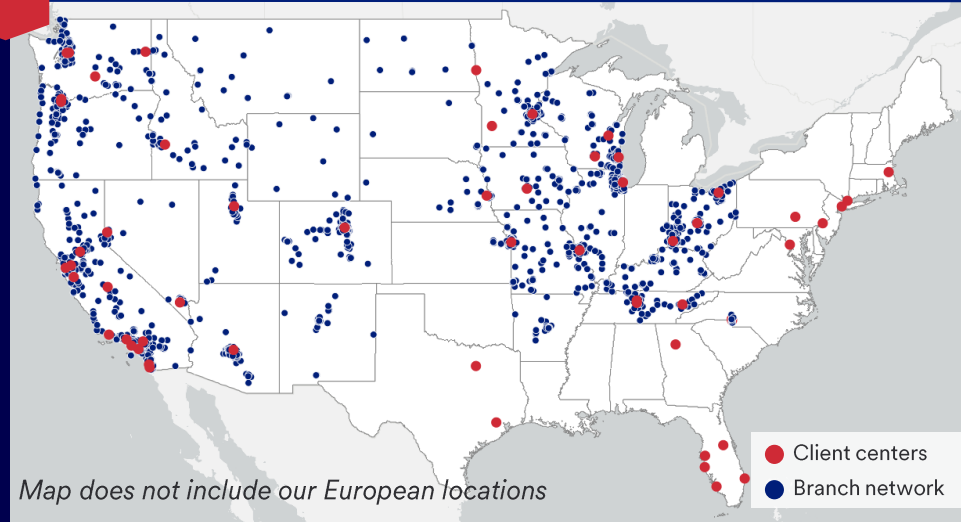 Client centers
Branch network
Map does not include our European locations